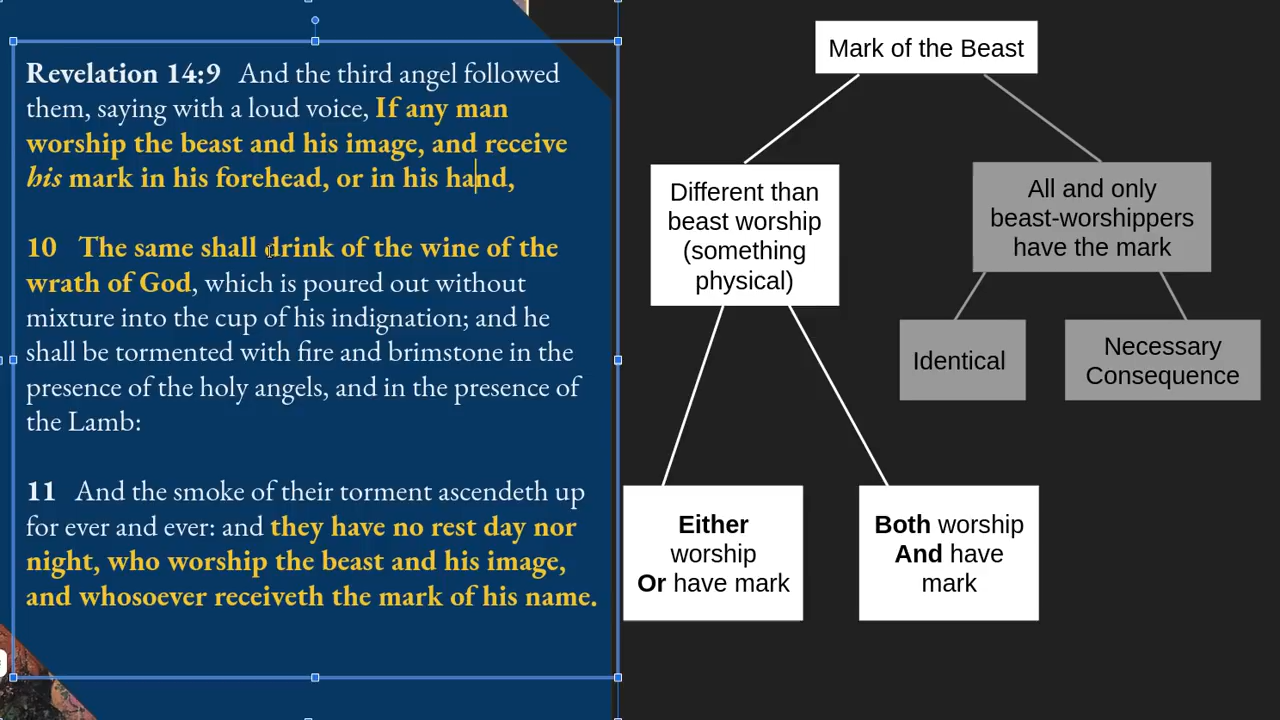 Revelation 14:9 And the third angel followed
them, saying with a loud voice, If any man
worship the beast and his image, and receive
his mark in his forehead, or in his hand,
10 The same shall drink of the wine of the
wrath of God, which is poured out without
mixture into the cup of his indignation; and he
shall be tormented with fire and brimstone in the
presence of the holy angels, and in the presence of
the Lamb:
11 And the smoke of their torment ascendeth up
for ever and ever: and they have no rest day nor
night, who worship the beast and his image,
and whosoever receiveth the mark of his name.
Mark of the Beast
Different than
beast worship
(something
physical)
All and only
beast-worshippers
have the mark
Identical
Necessary
Consequence
Either
worship
Or have mark
Both worship
And have
mark